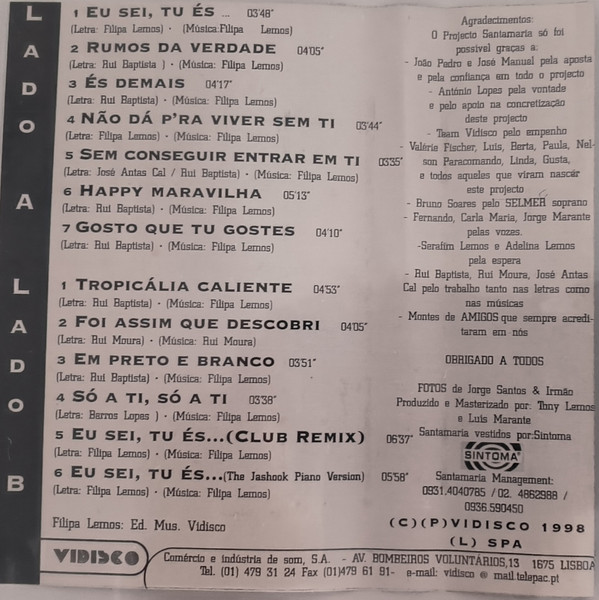 LADO A
1 EU SEI, TU ÉS ... 03'48"
(Letra: Filipa Lemos) · (Música:Filipa Lemos)
2 RUMOS DA VERDADE 04'05"
(Letra: Rui Baptista ) · (Música: Filipa Lemos)
3 ÉS DEMAIS 04'17"
(Letra: Rui Baptista) · (Música: Filipa Lemos)
4 NÃO DÁ P'RA VIVER SEM TI 03'44"
(Letra: Filipa Lemos) · (Música: Filipa Lemos)
5 SEM CONSEGUIR ENTRAR EM TI 03'35"
(Letra: José Antas Cal / Rui Baptista) · (Música: Filipa Lemos)
6 HAPPY MARAVILHA 05'13"
(Letra: Rui Baptista) · (Música: Filipa Lemos)
7 GOSTO QUE TU GOSTES 04'10"
(Letra: Rui Baptista) · (Música: Filipa Lemos)
LADO B
1 TROPICÁLIA CALIENTE 04'53"
(Letra: Rui Baptista) · (Música: Filipa Lemos)
2 FOI ASSIM QUE DESCOBRI 04'05"
(Letra: Rui Moura) · (Música: Rui Moura)
3 EM PRETO E BRANCO 03'51"
(Letra: Rui Baptista) · (Música: Filipa Lemos)
4 SÓ A TI, SÓ A TI 03'38"
(Letra: Barros Lopes ) · (Música: Filipa Lemos)
5 EU SEI, TU ÉS...(CLUB REMIX) 06'37"
(Letra: Filipa Lemos) · (Música: Filipa Lemos)
6 EU SEI, TU ÉS...(The Jashook Piano Version) 05'58"
(Letra: Filipa Lemos) · (Música: Filipa Lemos)
Filipa Lemos: Ed. Mus. Vidisco
Agradecimentos:
O Projecto Santamaria só foi
possível graças a:
- João Pedro e José Manuel pela aposta
e pela confiança em todo o projecto
- António Lopes pela vontade
e pelo apoio na concretização
deste projecto
- Team Vidisco pelo empenho
- Valérie Fischer, Luis, Berta, Paula, Nel-
son Paracomando, Linda, Gusta,
e todos aqueles que viram nascer
este projecto
- Bruno Soares pelo SELMER soprano
- Fernando, Carla Maria, Jorge Marante
pelas vozes.
-Serafim Lemos e Adelina Lemos
pela espera
- Rui Baptista, Rui Moura, José Antas
Cal pelo trabalho tanto nas letras como
nas músicas
- Montes de AMIGOS que sempre acredi-
taram em nós
OBRIGADO A TODOS
FOTOS de Jorge Santos & Irmão
Produzido e Masterizado por: Tony Lemos
e Luis Marante
Santamaria vestidos por:Sintoma
SINTOMA
Santamaria Management:
0931.4040785 / 02. 4862988 /
0936.590450
(C)(P)VIDISCO 1998
(L) SPA
VIDISCO
Comércio e indústria de som, S.A. - AV. BOMBEIROS VOLUNTÁRIOS,13 1675 LISBOA
Tel. (01) 479 31 24 Fax (01)479 61 91- e-mail: vidisco @ mail.telepac.pt